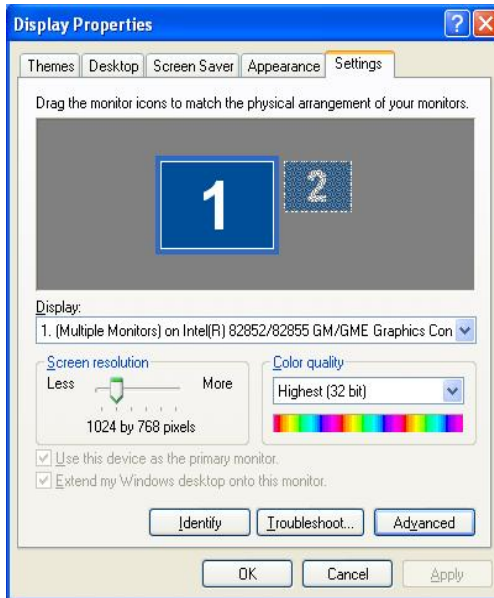 Display Properties
Themes Desktop Screen Saver Appearance Settings
Drag the monitor icons to match the physical arrangement of your monitors.
1 2
Display:
1. (Multiple Monitors) on Intel(R) 82852/82855 GM/GME Graphics Con
Screen resolution
Less More
1024 by 768 pixels
Color quality
Highest (32 bit)
Use this device as the primary monitor.
Extend my Windows desktop onto this monitor.
Identify Troubleshoot... Advanced
OK Cancel Apply